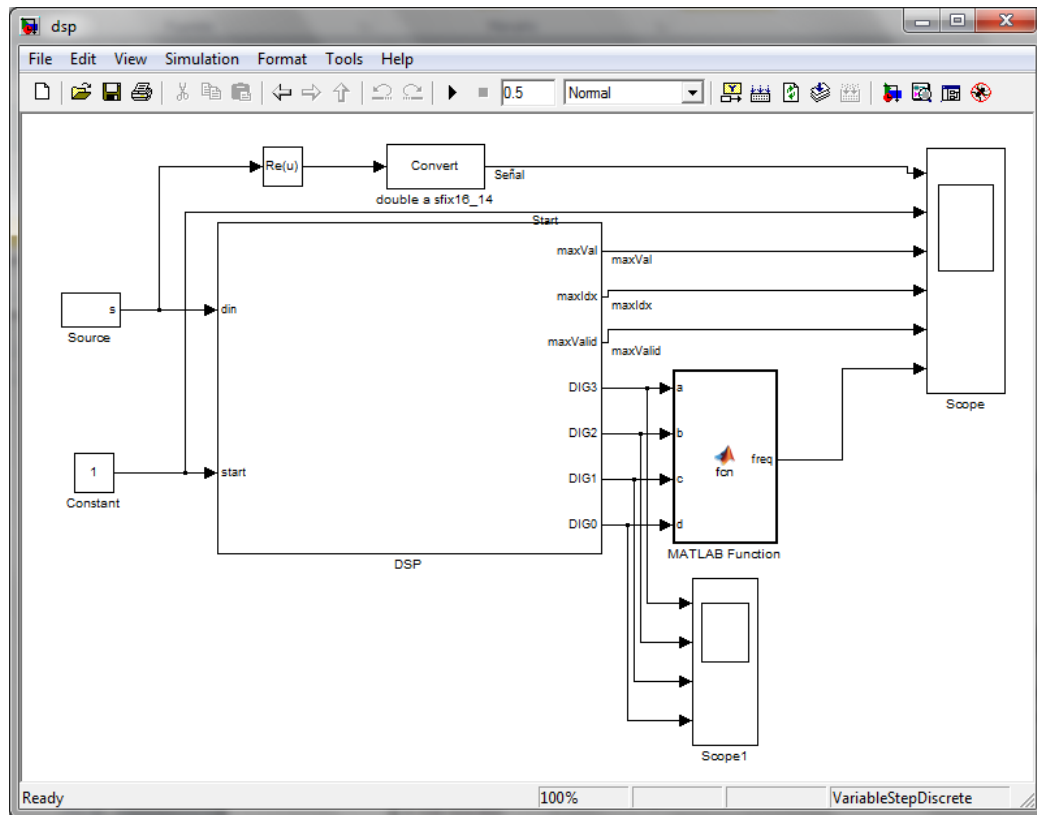 dsp
File Edit View Simulation Format Tools Help
0.5 Normal
Re(u)
Convert
Señal
double a sfix16_14
Start
maxVal
maxVal
maxIdx
maxIdx
s
din
Source
maxValid
maxValid
DIG3
a
Scope
DIG2
b
freq
fcn
1
start
DIG1
c
Constant
DIG0
d
MATLAB Function
DSP
Scope1
Ready 100% VariableStepDiscrete